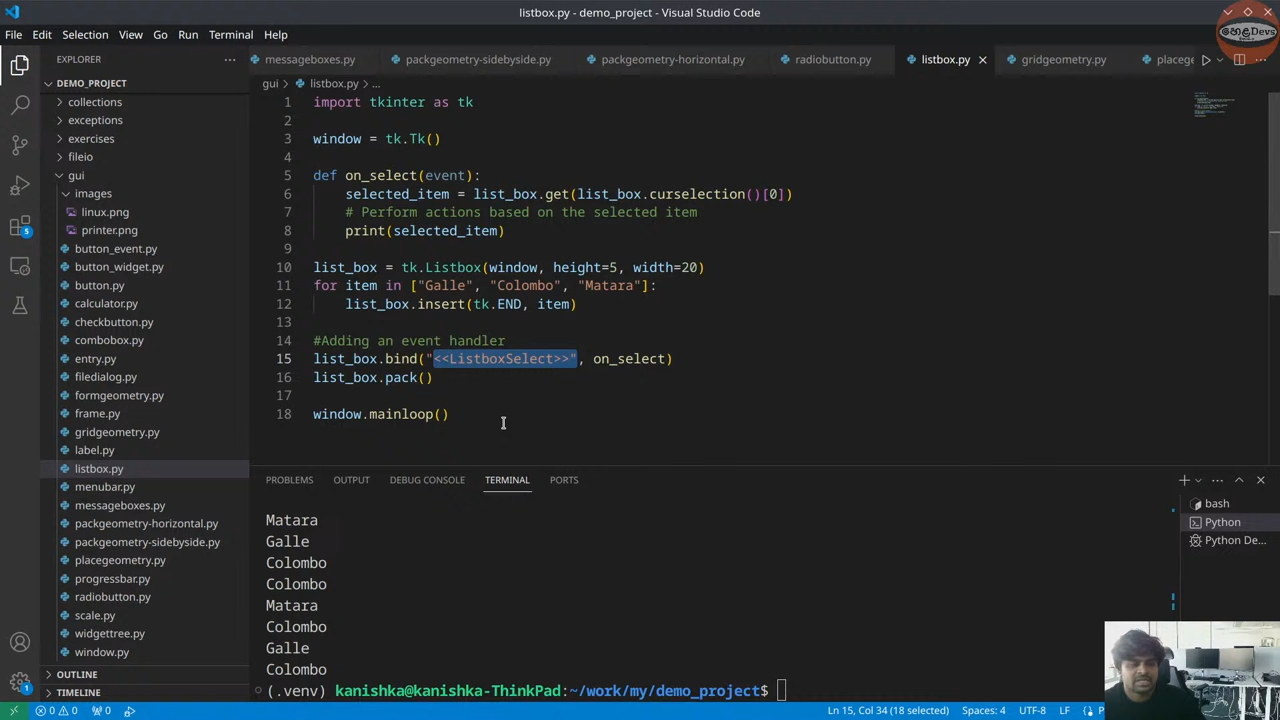 listbox.py - demo_project - Visual Studio Code
හෙළDevs
File Edit Selection View Go Run Terminal Help
EXPLORER
messageboxes.py packgeometry-sidebyside.py packgeometry-horizontal.py radiobutton.py listbox.py gridgeometry.py placege
DEMO_PROJECT
gui > listbox.py > ...
collections
exceptions
exercises
fileio
gui
images
linux.png
printer.png
button_event.py
button_widget.py
button.py
calculator.py
checkbutton.py
combobox.py
entry.py
filedialog.py
formgeometry.py
frame.py
gridgeometry.py
label.py
listbox.py
menubar.py
messageboxes.py
packgeometry-horizontal.py
packgeometry-sidebyside.py
placegeometry.py
progressbar.py
radiobutton.py
scale.py
widgettree.py
window.py
OUTLINE
TIMELINE
5
1
1 import tkinter as tk
2
3 window = tk.Tk()
4
5 def on_select(event):
6 selected_item = list_box.get(list_box.curselection()[0])
7 # Perform actions based on the selected item
8 print(selected_item)
9
10 list_box = tk.Listbox(window, height=5, width=20)
11 for item in ["Galle", "Colombo", "Matara"]:
12 list_box.insert(tk.END, item)
13
14 #Adding an event handler
15 list_box.bind("<<ListboxSelect>>", on_select)
16 list_box.pack()
17
18 window.mainloop()
PROBLEMS OUTPUT DEBUG CONSOLE TERMINAL PORTS
Matara
Galle
Colombo
Colombo
Matara
Colombo
Galle
Colombo
(.venv) kanishka@kanishka-ThinkPad:~/work/my/demo_project$
bash
Python
Python De...
0 0 0 Ln 15, Col 34 (18 selected) Spaces: 4 UTF-8 LF { P